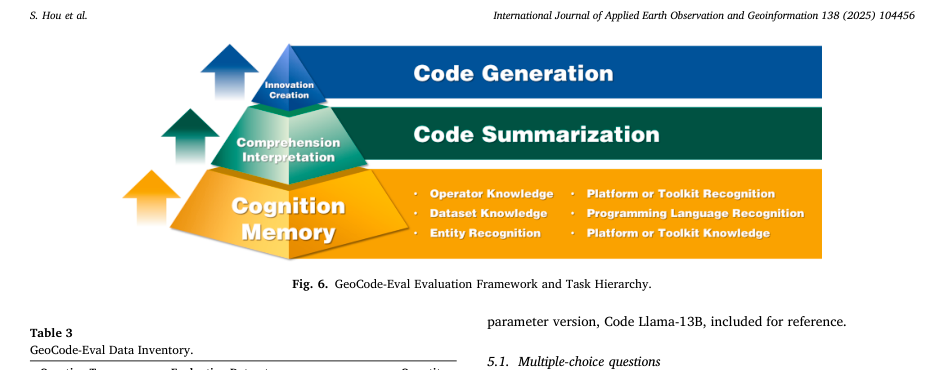 S. Hou et al.
International Journal of Applied Earth Observation and Geoinformation 138 (2025) 104456
Innovation
Creation
Code Generation
Comprehension
Interpretation
Code Summarization
Cognition
Memory
• Operator Knowledge
• Dataset Knowledge
• Entity Recognition
• Platform or Toolkit Recognition
• Programming Language Recognition
• Platform or Toolkit Knowledge
Fig. 6. GeoCode-Eval Evaluation Framework and Task Hierarchy.
Table 3
GeoCode-Eval Data Inventory.
parameter version, Code Llama-13B, included for reference.
5.1. Multiple-choice questions